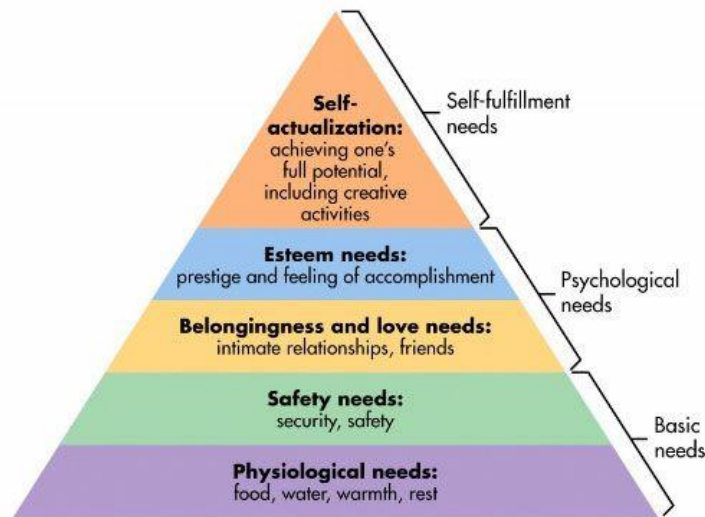 Self-
actualization:
achieving one's
full potential,
including creative
activities
Self-fulfillment
needs
Esteem needs:
prestige and feeling of accomplishment
Psychological
needs
Belongingness and love needs:
intimate relationships, friends
Safety needs:
security, safety
Basic
needs
Physiological needs:
food, water, warmth, rest